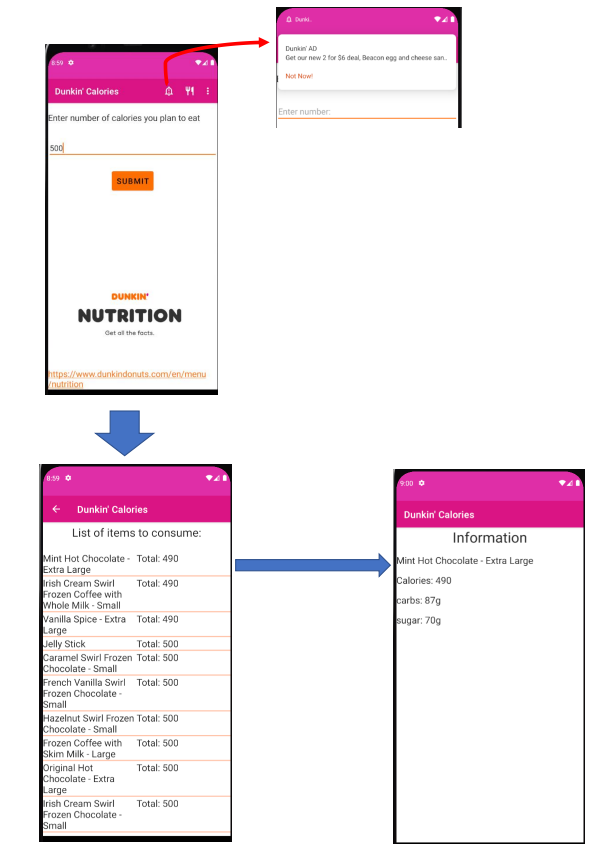 Dunki..
Dunkin' AD
Get our new 2 for $6 deal, Beacon egg and cheese san..
Not Now!
Enter number:
8:59
Dunkin' Calories
Enter number of calories you plan to eat
500
SUBMIT
DUNKIN'
NUTRITION
Get all the facts.
https://www.dunkindonuts.com/en/menu
/nutrition
8:59
Dunkin' Calories
List of items to consume:
Mint Hot Chocolate - Total: 490
Extra Large
Irish Cream Swirl Total: 490
Frozen Coffee with
Whole Milk - Small
Vanilla Spice - Extra Total: 490
Large
Jelly Stick Total: 500
Caramel Swirl Frozen Total: 500
Chocolate - Small
French Vanilla Swirl Total: 500
Frozen Chocolate -
Small
Hazelnut Swirl Frozen Total: 500
Chocolate - Small
Frozen Coffee with Total: 500
Skim Milk - Large
Original Hot Total: 500
Chocolate - Extra
Large
Irish Cream Swirl Total: 500
Frozen Chocolate -
Small
9:00
Dunkin' Calories
Information
Mint Hot Chocolate - Extra Large
Calories: 490
carbs: 87g
sugar: 70g